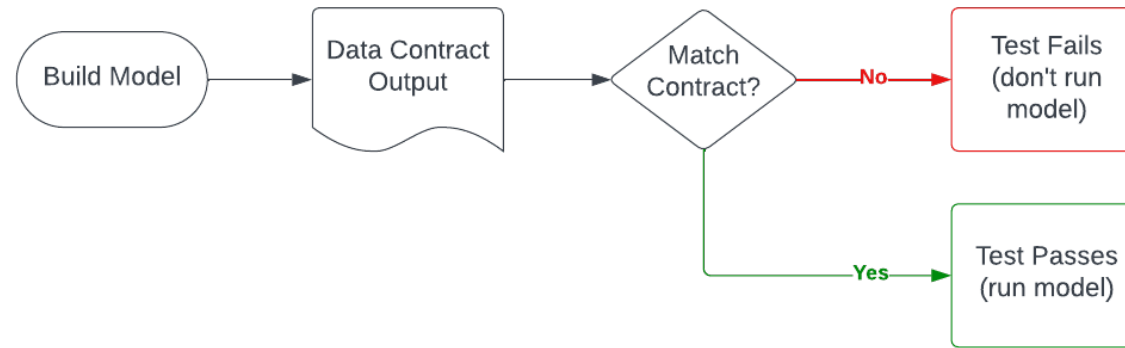 Build Model
Data Contract
Output
Match
Contract?
No
Test Fails
(don't run
model)
Yes
Test Passes
(run model)